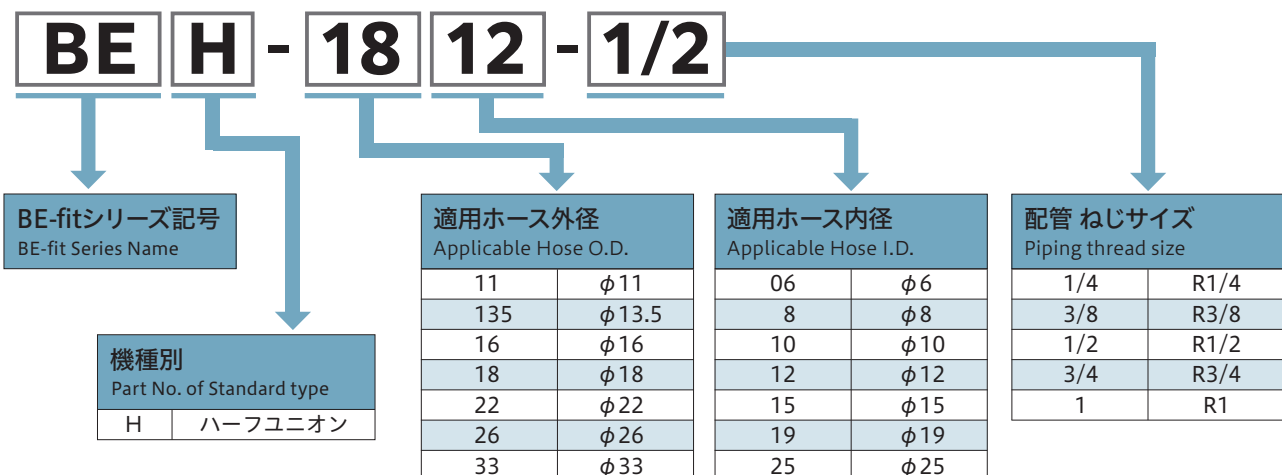 BE H - 18 12 - 1/2
BE-fitシリーズ記号
BE-fit Series Name
機種別
Part No. of Standard type
H ハーフユニオン
適用ホース外径
Applicable Hose O.D.
11 φ11
135 φ13.5
16 φ16
18 φ18
22 φ22
26 φ26
33 φ33
適用ホース内径
Applicable Hose I.D.
06 φ6
8 φ8
10 φ10
12 φ12
15 φ15
19 φ19
25 φ25
配管 ねじサイズ
Piping thread size
1/4 R1/4
3/8 R3/8
1/2 R1/2
3/4 R3/4
1 R1